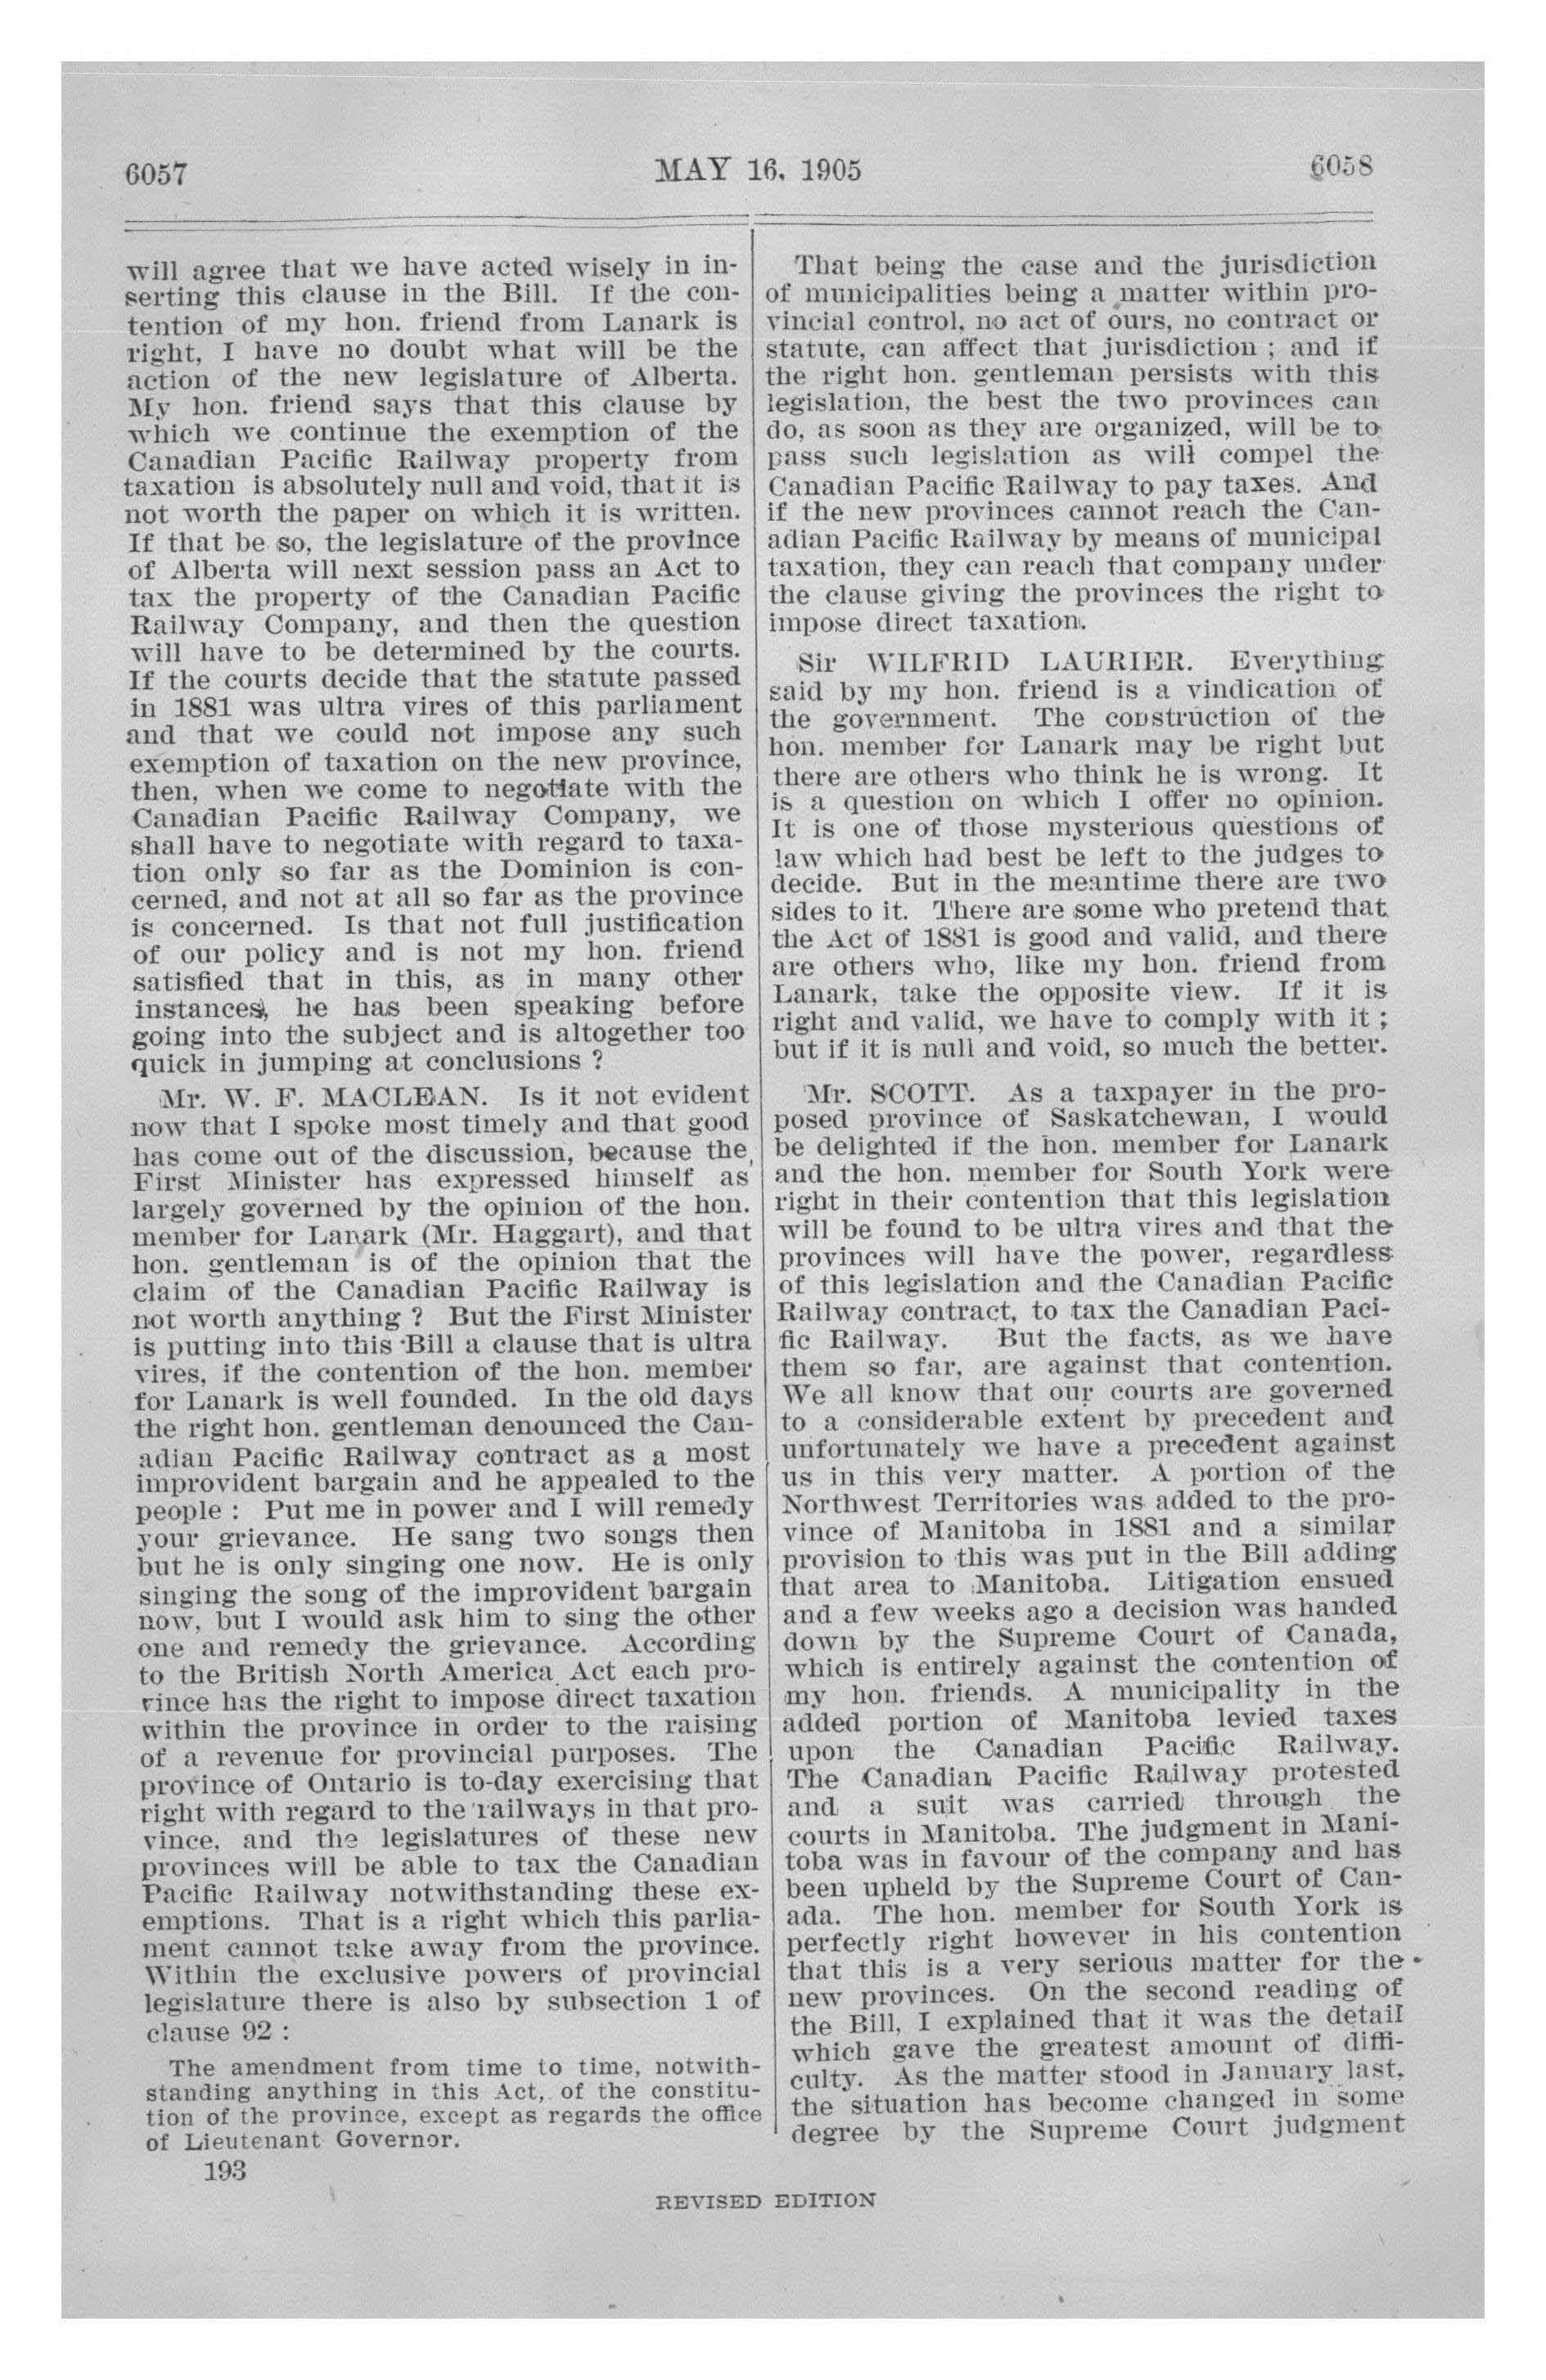 6057
MAY 16, 1905
6058
will agree that we have acted wisely in in-
serting this clause in the Bill. If the con-
tention of my hon. friend from Lanark is
right, I have no doubt what will be the
action of the new legislature of Alberta.
My hon. friend says that this clause by
which we continue the exemption of the
Canadian Pacific Railway property from
taxation is absolutely null and void, that it is
not worth the paper on which it is written.
If that be so, the legislature of the province
of Alberta will next session pass an Act to
tax the property of the Canadian Pacific
Railway Company, and then the question
will have to be determined by the courts.
If the courts decide that the statute passed
in 1881 was ultra vires of this parliament
and that we could not impose any such
exemption of taxation on the new province,
then, when we come to negotiate with the
Canadian Pacific Railway Company, we
shall have to negotiate with regard to taxa-
tion only so far as the Dominion is con-
cerned, and not at all so far as the province
is concerned. Is that not full justification
of our policy and is not my hon. friend
satisfied that in this, as in many other
instances, he has been speaking before
going into the subject and is altogether too
quick in jumping at conclusions ?
Mr. W. F. MACLEAN. Is it not evident
now that I spoke most timely and that good
has come out of the discussion, because the
First Minister has expressed himself as
largely governed by the opinion of the hon.
member for Lanark (Mr. Haggart), and that
hon. gentleman is of the opinion that the
claim of the Canadian Pacific Railway is
not worth anything ? But the First Minister
is putting into this Bill a clause that is ultra
vires, if the contention of the hon. member
for Lanark is well founded. In the old days
the right hon. gentleman denounced the Can-
adian Pacific Railway contract as a most
improvident bargain and he appealed to the
people : Put me in power and I will remedy
your grievance. He sang two songs then
but he is only singing one now. He is only
singing the song of the improvident bargain
now, but I would ask him to sing the other
one and remedy the grievance. According
to the British North America Act each pro-
vince has the right to impose direct taxation
within the province in order to the raising
of a revenue for provincial purposes. The
province of Ontario is to-day exercising that
right with regard to the railways in that pro-
vince, and the legislatures of these new
provinces will be able to tax the Canadian
Pacific Railway notwithstanding these ex-
emptions. That is a right which this parlia-
ment cannot take away from the province.
Within the exclusive powers of provincial
legislature there is also by subsection 1 of
clause 92 :
The amendment from time to time, notwith-
standing anything in this Act, of the constitu-
tion of the province, except as regards the office
of Lieutenant Governor.
193
That being the case and the jurisdiction
of municipalities being a matter within pro-
vincial control, no act of ours, no contract or
statute, can affect that jurisdiction ; and if
the right hon. gentleman persists with this
legislation, the best the two provinces can
do, as soon as they are organized, will be to
pass such legislation as will compel the
Canadian Pacific Railway to pay taxes. And
if the new provinces cannot reach the Can-
adian Pacific Railway by means of municipal
taxation, they can reach that company under
the clause giving the provinces the right to
impose direct taxation.
Sir WILFRID LAURIER. Everything
said by my hon. friend is a vindication of
the government. The construction of the
hon. member for Lanark may be right but
there are others who think he is wrong. It
is a question on which I offer no opinion.
It is one of those mysterious questions of
law which had best be left to the judges to
decide. But in the meantime there are two
sides to it. There are some who pretend that
the Act of 1881 is good and valid, and there
are others who, like my hon. friend from
Lanark, take the opposite view. If it is
right and valid, we have to comply with it ;
but if it is null and void, so much the better.
Mr. SCOTT. As a taxpayer in the pro-
posed province of Saskatchewan, I would
be delighted if the hon. member for Lanark
and the hon. member for South York were
right in their contention that this legislation
will be found to be ultra vires and that the
provinces will have the power, regardless
of this legislation and the Canadian Pacific
Railway contract, to tax the Canadian Paci-
fic Railway. But the facts, as we have
them so far, are against that contention.
We all know that our courts are governed
to a considerable extent by precedent and
unfortunately we have a precedent against
us in this very matter. A portion of the
Northwest Territories was added to the pro-
vince of Manitoba in 1881 and a similar
provision to this was put in the Bill adding
that area to Manitoba. Litigation ensued
and a few weeks ago a decision was handed
down by the Supreme Court of Canada,
which is entirely against the contention of
my hon. friends. A municipality in the
added portion of Manitoba levied taxes
upon the Canadian Pacific Railway.
The Canadian Pacific Railway protested
and a suit was carried through the
courts in Manitoba. The judgment in Mani-
toba was in favour of the company and has
been upheld by the Supreme Court of Can-
ada. The hon. member for South York is
perfectly right however in his contention
that this is a very serious matter for the
new provinces. On the second reading of
the Bill, I explained that it was the detail
which gave the greatest amount of diffi-
culty. As the matter stood in January last,
the situation has become changed in some
degree by the Supreme Court judgment
REVISED EDITION